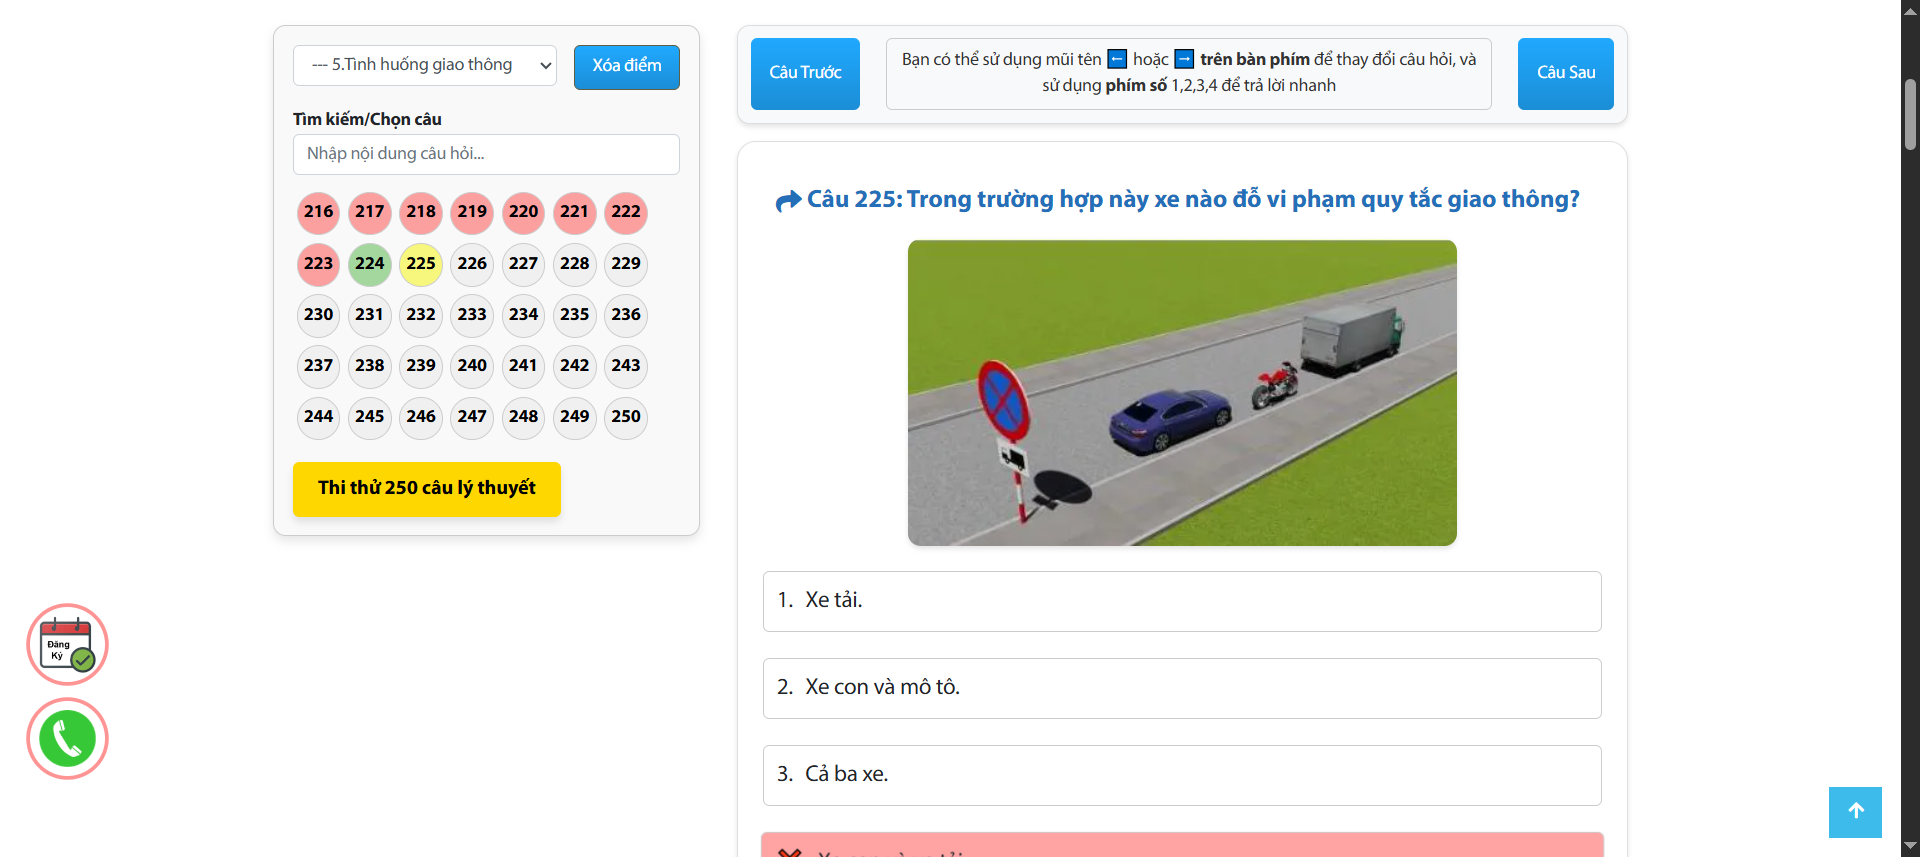 --- 5.Tình huống giao thông
Xóa điểm
Tìm kiếm/Chọn câu
Nhập nội dung câu hỏi...
216 217 218 219 220 221 222
223 224 225 226 227 228 229
230 231 232 233 234 235 236
237 238 239 240 241 242 243
244 245 246 247 248 249 250
Thi thử 250 câu lý thuyết
Đăng
Ký
Câu Trước
Bạn có thể sử dụng mũi tên ← hoặc → trên bàn phím để thay đổi câu hỏi, và
sử dụng phím số 1,2,3,4 để trả lời nhanh
Câu Sau
Câu 225: Trong trường hợp này xe nào đỗ vi phạm quy tắc giao thông?
1. Xe tải.
2. Xe con và mô tô.
3. Cả ba xe.